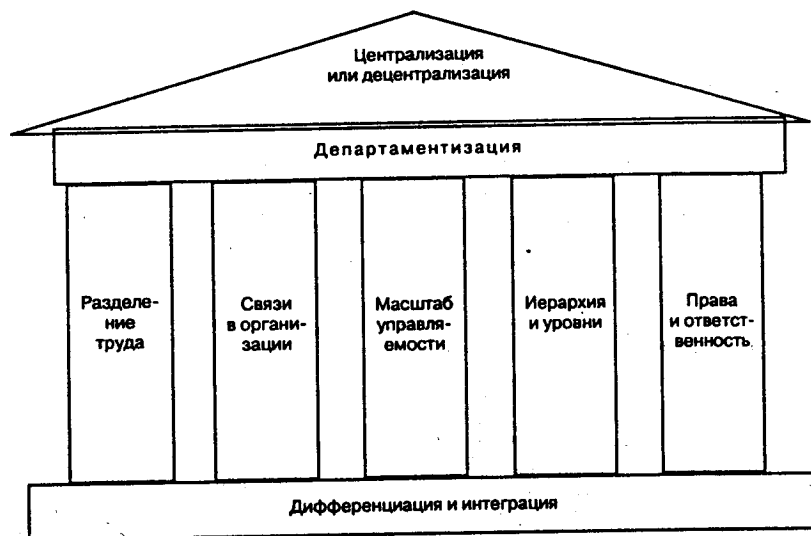 Централизация
или децентрализация
Департаментизация
Разделе-
ние
труда
Связи
в органи-
зации
Масштаб
управля-
емости
Иерархия
и уровни
Права
и ответст-
венность
Дифференциация и интеграция